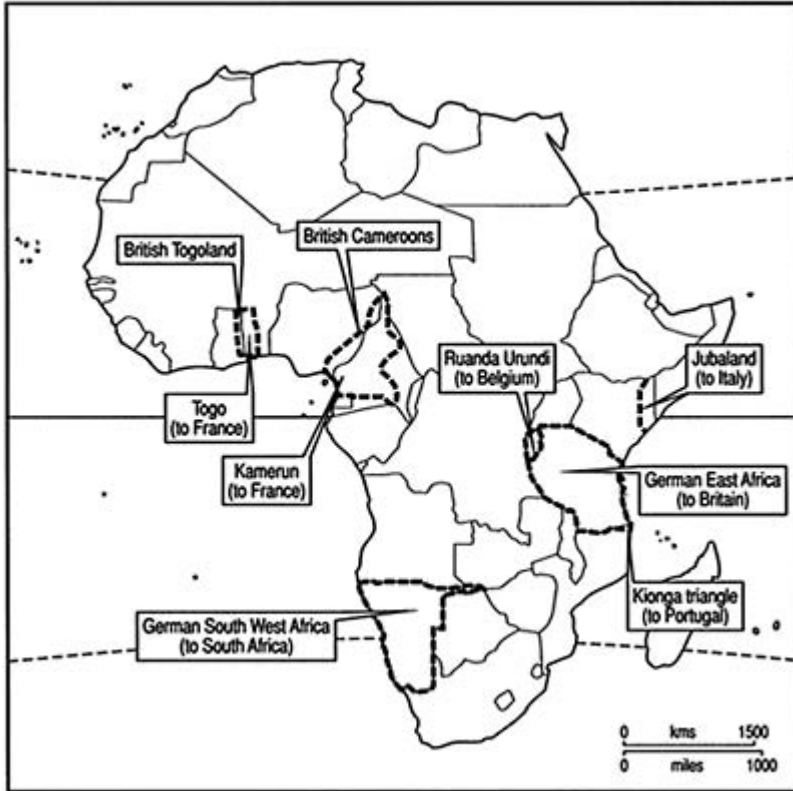 British Cameroons
British Togoland
Ruanda Urundi
(to Belgium)
Jubaland
(to Italy)
Togo
(to France)
Kamerun
(to France)
German East Africa
(to Britain)
Kionga triangle
(to Portugal)
German South West Africa
(to South Africa)
0 kms 1500
0 miles 1000